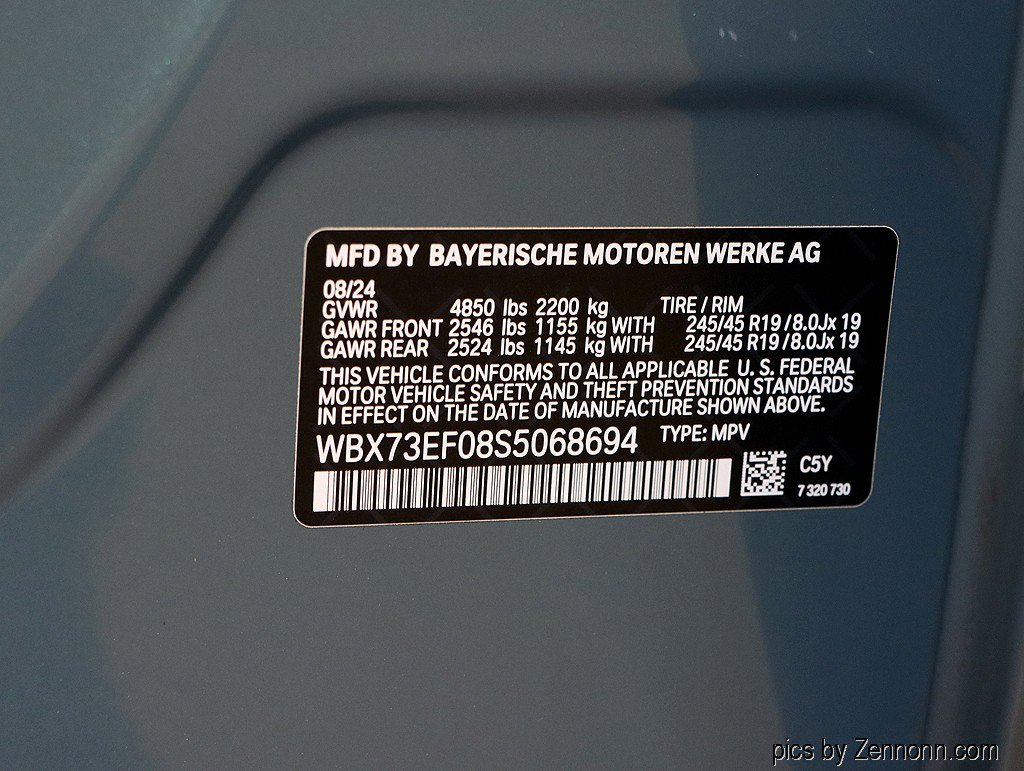 MFD BY BAYERISCHE MOTOREN WERKE AG
08/24
GVWR 4850 lbs 2200 kg TIRE / RIM
GAWR FRONT 2546 lbs 1155 kg WITH 245/45 R19 / 8.0Jx 19
GAWR REAR 2524 lbs 1145 kg WITH 245/45 R19 / 8.0Jx 19
THIS VEHICLE CONFORMS TO ALL APPLICABLE U. S. FEDERAL
MOTOR VEHICLE SAFETY AND THEFT PREVENTION STANDARDS
IN EFFECT ON THE DATE OF MANUFACTURE SHOWN ABOVE.
WBX73EF08S5068694 TYPE: MPV
C5Y
7 320 730
pics by Zennonn.com